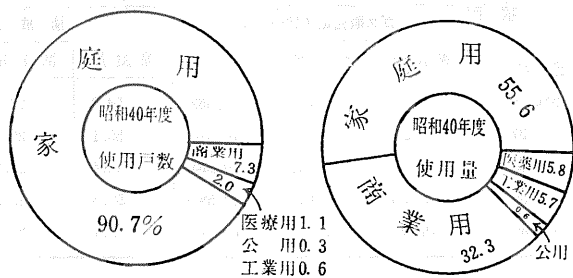 家庭用
90.7%
昭和40年度
使用戸数
商業用
7.3
2.0
医療用1.1
公 用0.3
工業用0.6
家庭用
55.6
昭和40年度
使用量
医薬用5.8
工業用5.7
0.6
公用
商業用
32.3